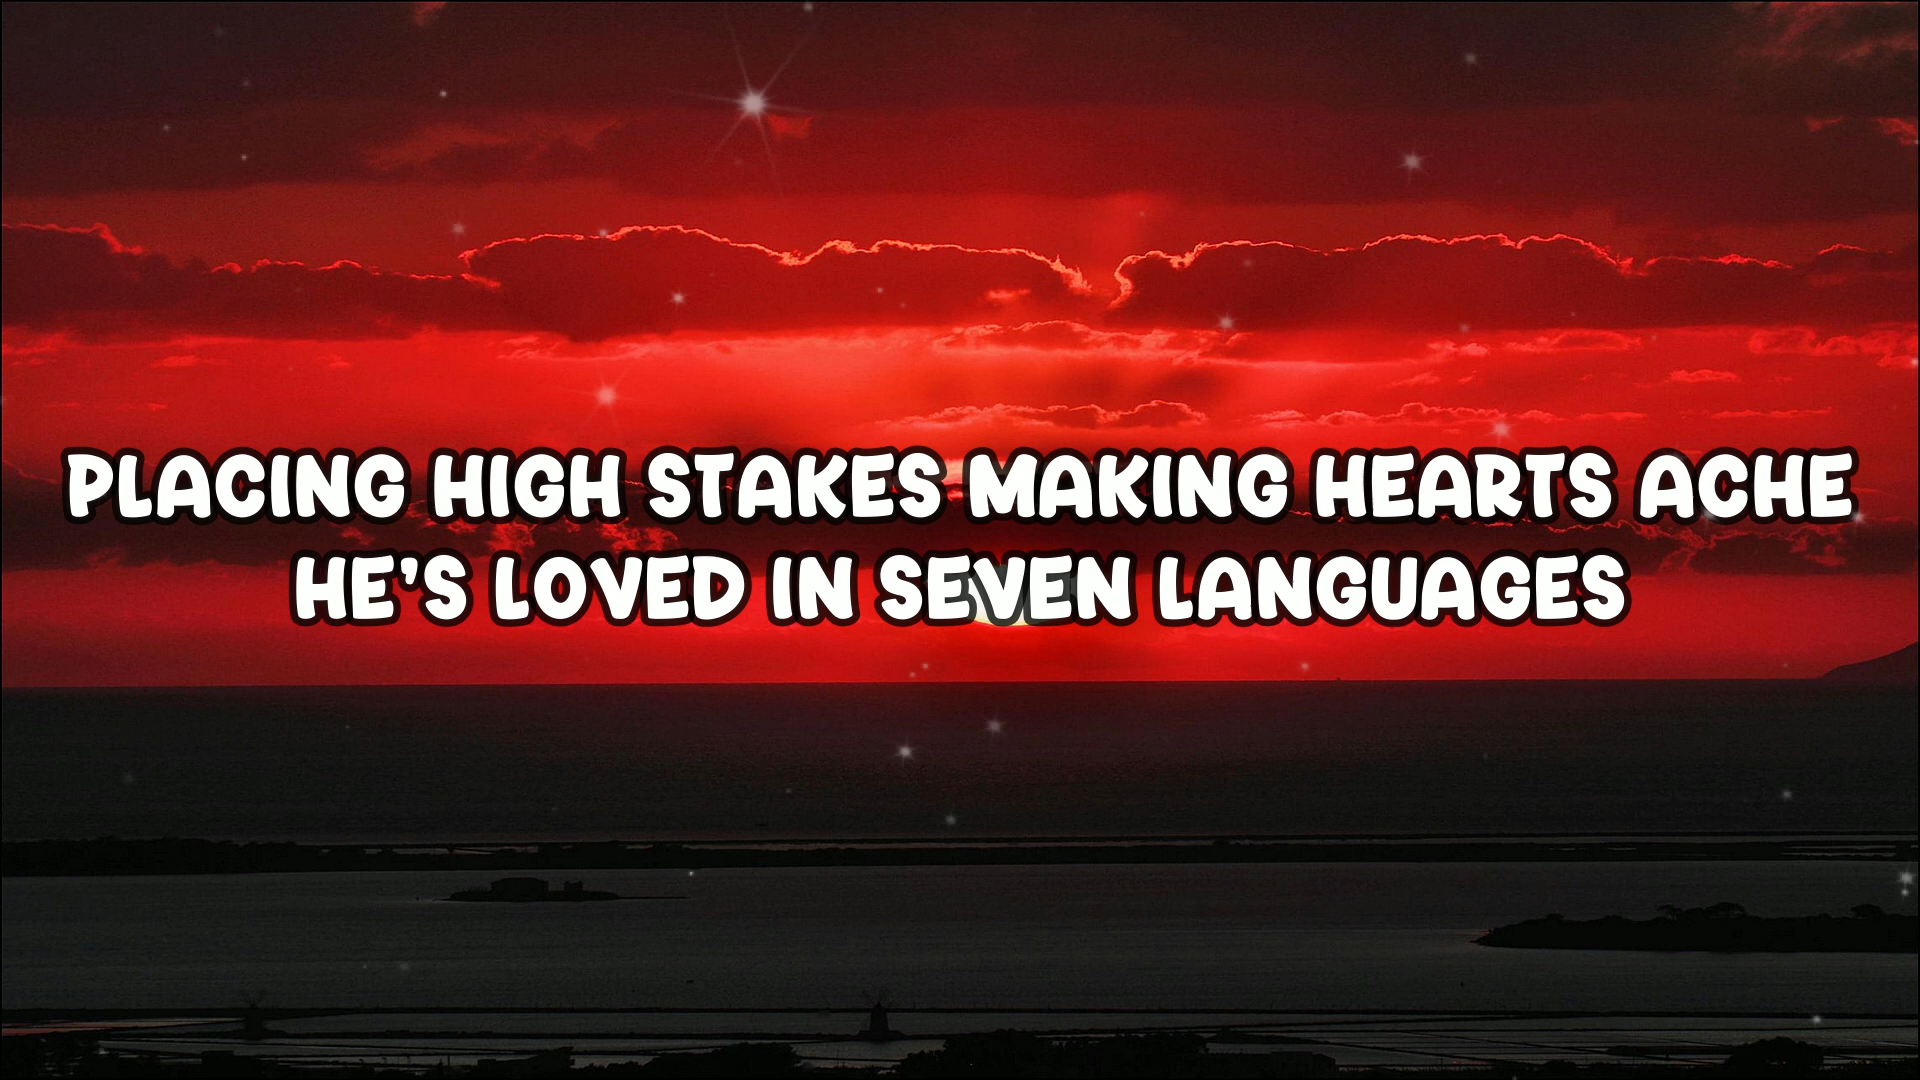 PLACING HIGH STAKES MAKING HEARTS ACHE
HE'S LOVED IN SEVEN LANGUAGES